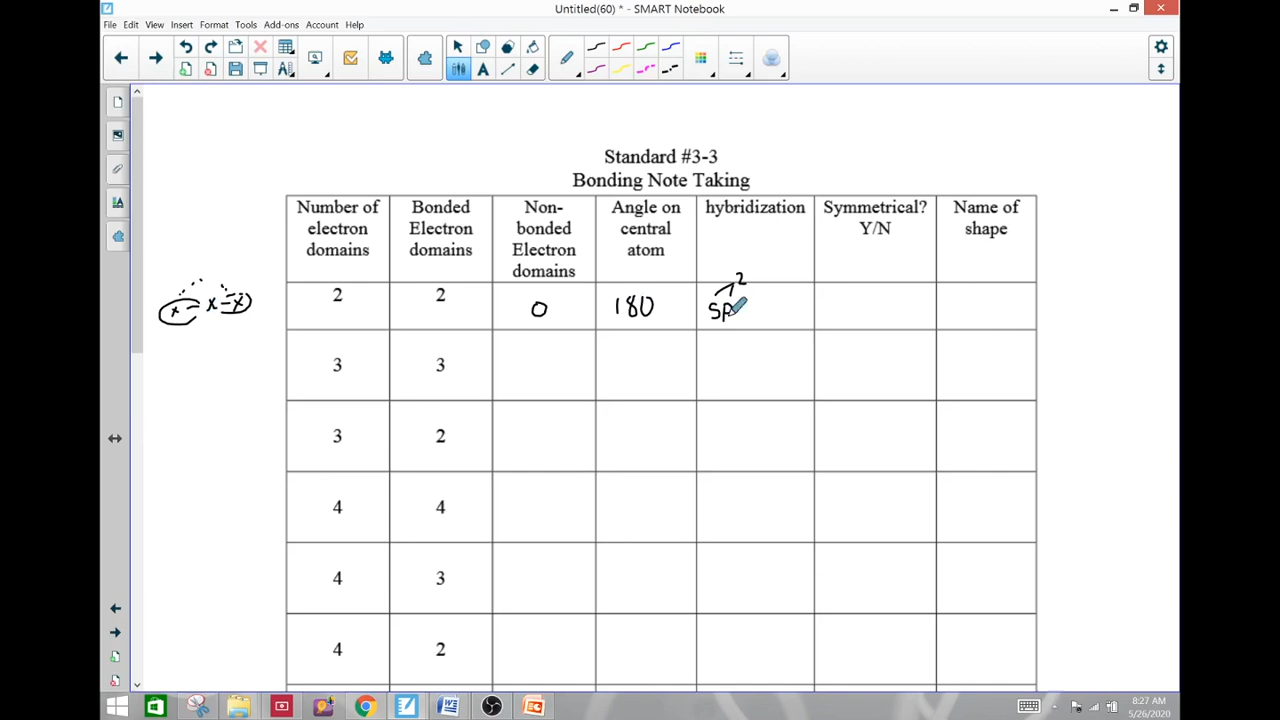 Untitled(60) * - SMART Notebook
File Edit View Insert Format Tools Add-ons Account Help
Standard #3-3
Bonding Note Taking
Number of electron domains
Bonded Electron domains
Non-bonded Electron domains
Angle on central atom
hybridization
Symmetrical? Y/N
Name of shape
x - x - x
2 2 0 180 SP 2
3 3
3 2
4 4
4 3
4 2
8:27 AM
5/26/2020